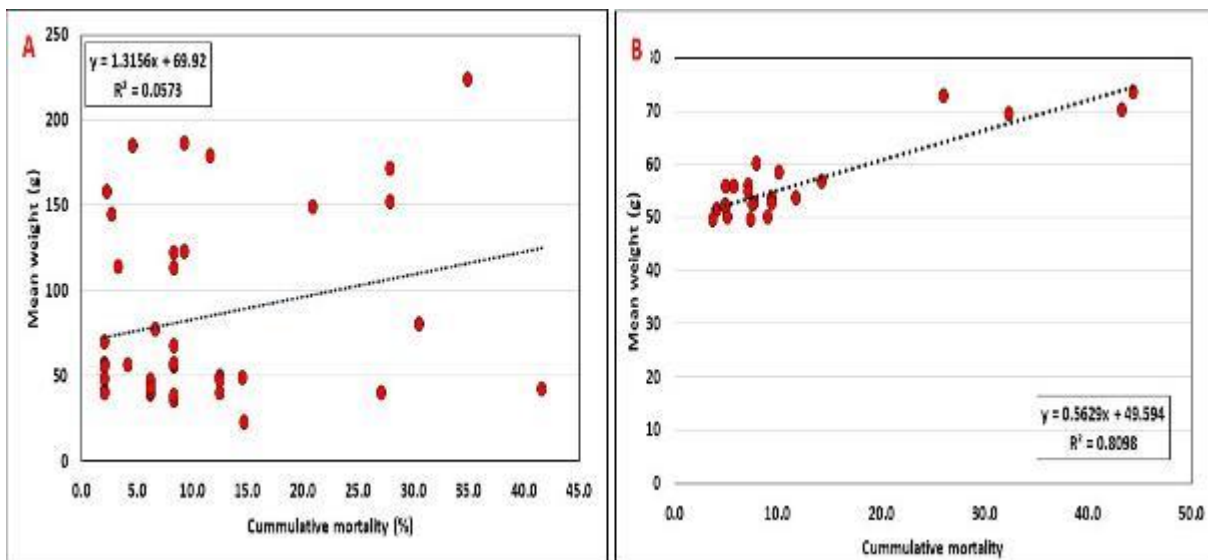 A
y = 1.3156x + 69.92
R² = 0.0573
250
200
150
100
50
0
Mean weight (g)
0.0 5.0 10.0 15.0 20.0 25.0 30.0 35.0 40.0 45.0
Cummulative mortality (%)
B
80
70
60
50
40
30
20
10
0
Mean weight (g)
y = 0.5629x + 49.594
R² = 0.8098
0.0 10.0 20.0 30.0 40.0 50.0
Cummulative mortality